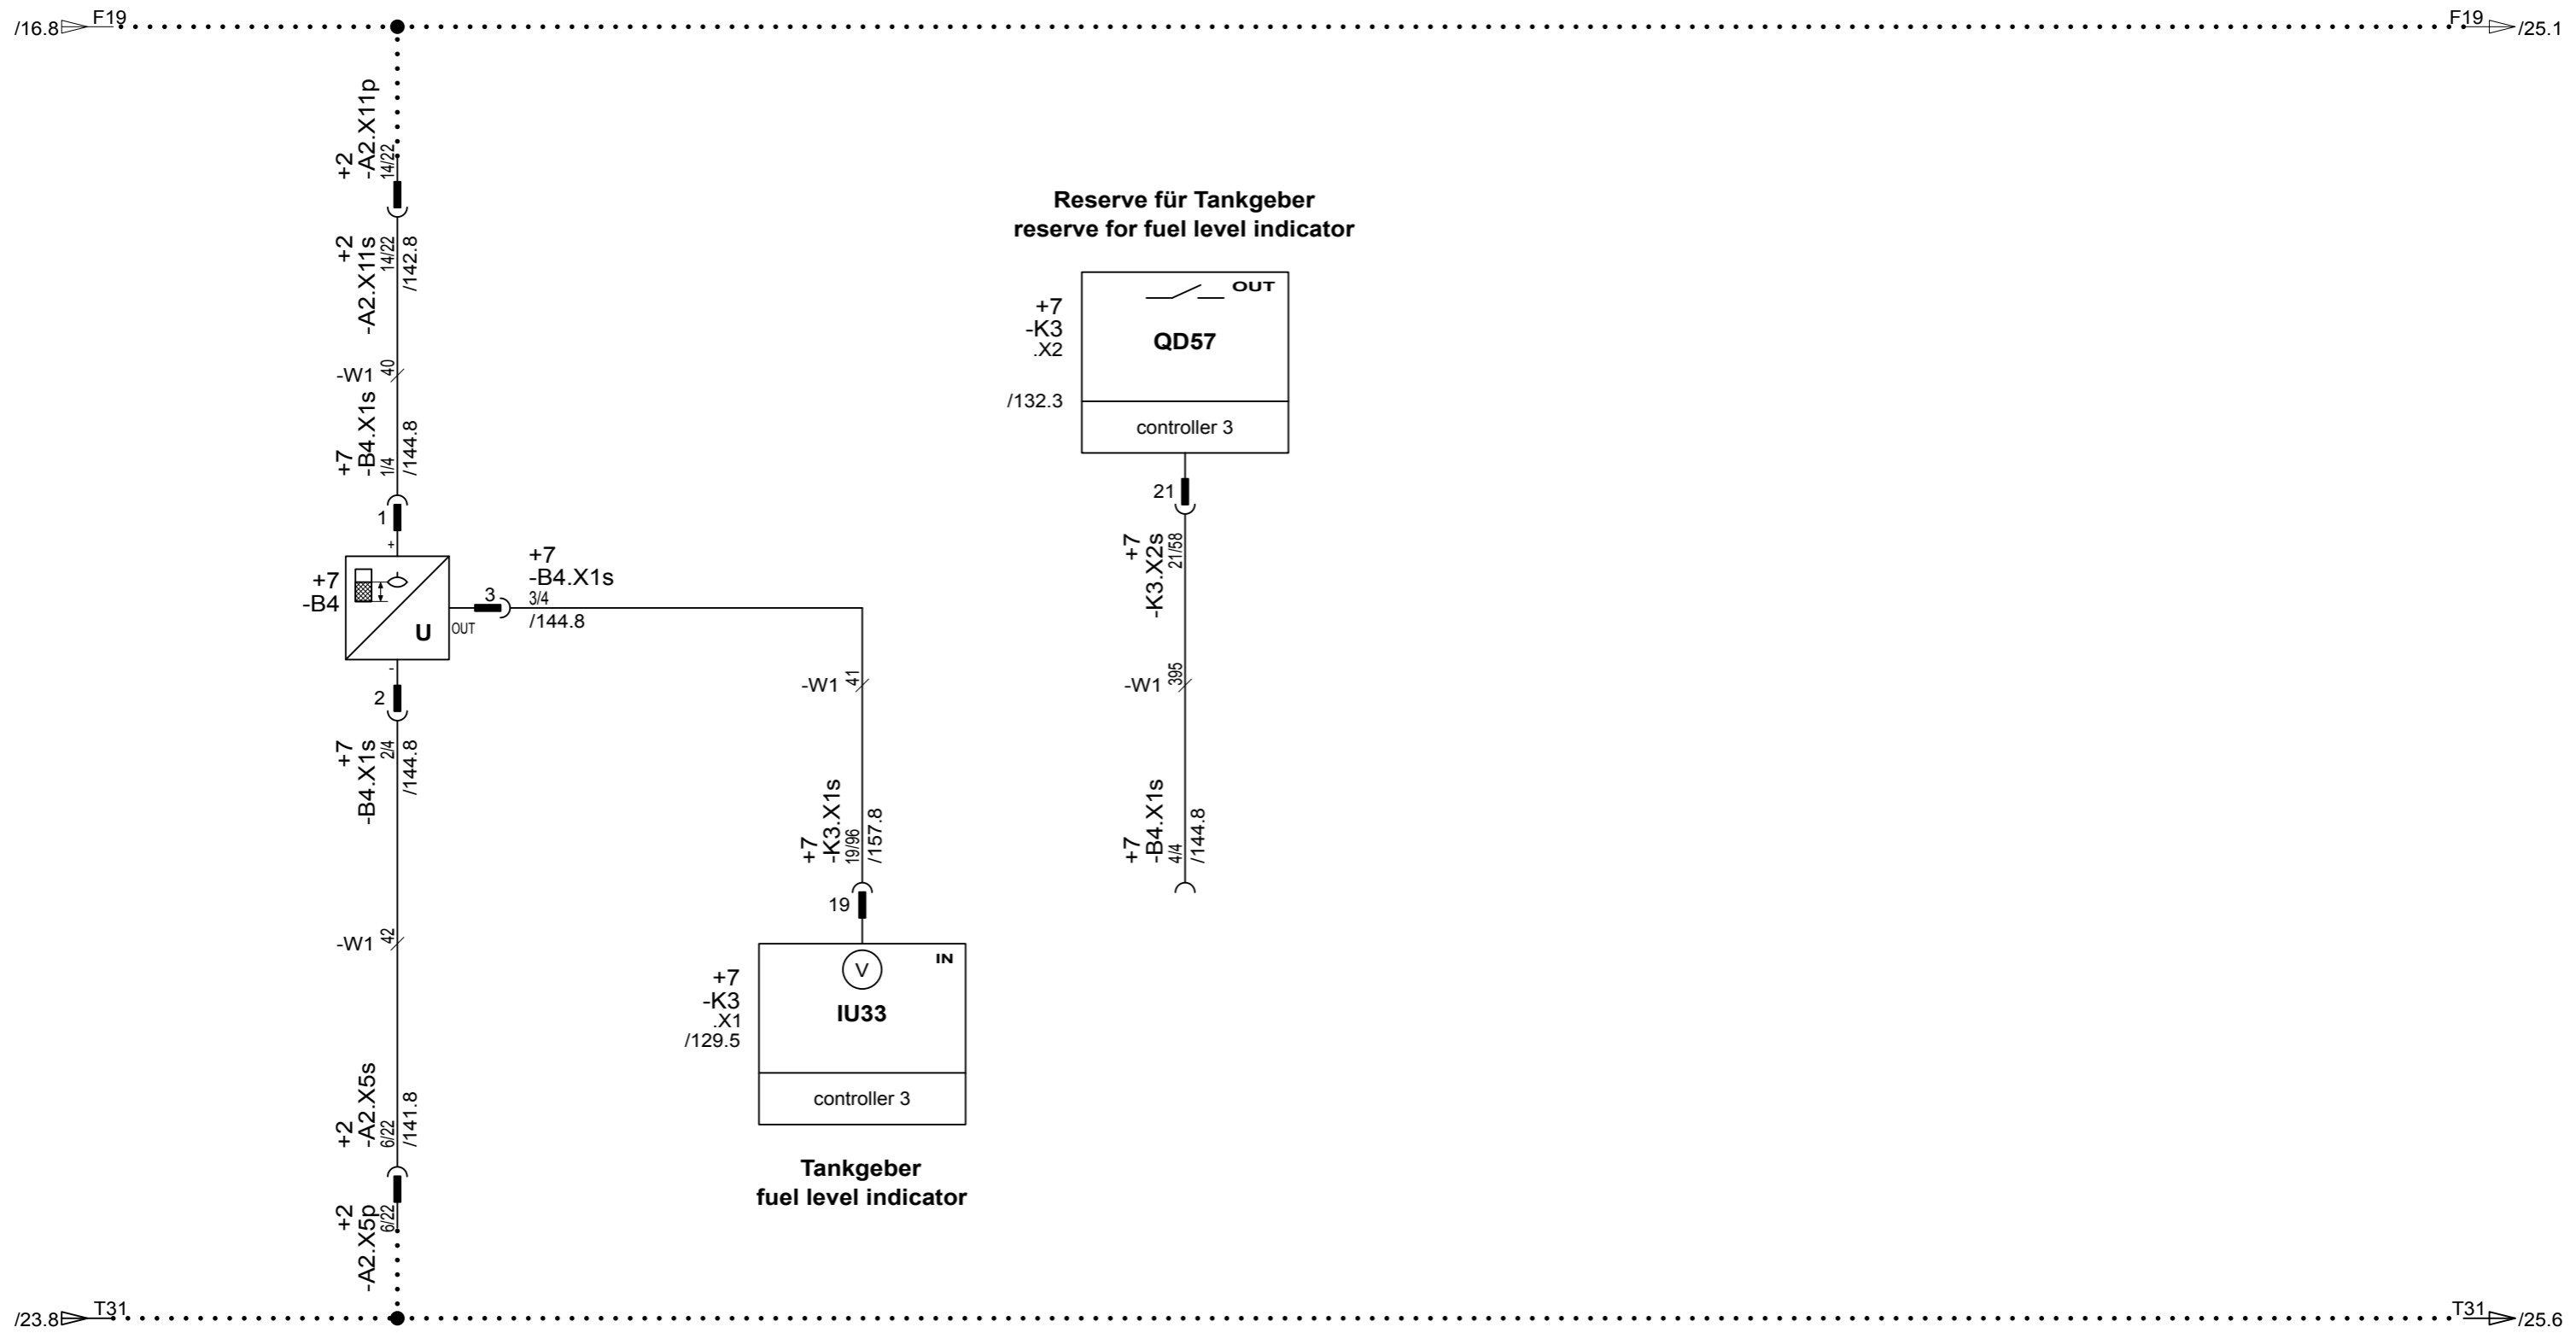 /16.8
F19
F19
/25.1
+2
-A2.X11p
14/22
+2
-A2.X11s
14/22
/142.8
-W1
40
+7
-B4.X1s
1/4
/144.8
1
+
+7
-B4
U
OUT
3
+7
-B4.X1s
3/4
/144.8
-
2
+7
-B4.X1s
2/4
/144.8
-W1
42
+2
-A2.X5s
6/22
/141.8
+2
-A2.X5p
6/22
-W1
41
+7
-K3.X1s
19/96
/157.8
19
+7
-K3
.X1
/129.5
V
IN
IU33
controller 3
Tankgeber
fuel level indicator
Reserve für Tankgeber
reserve for fuel level indicator
+7
-K3
.X2
/132.3
OUT
QD57
controller 3
21
+7
-K3.X2s
21/58
-W1
395
+7
-B4.X1s
4/4
/144.8
/23.8
T31
T31
/25.6